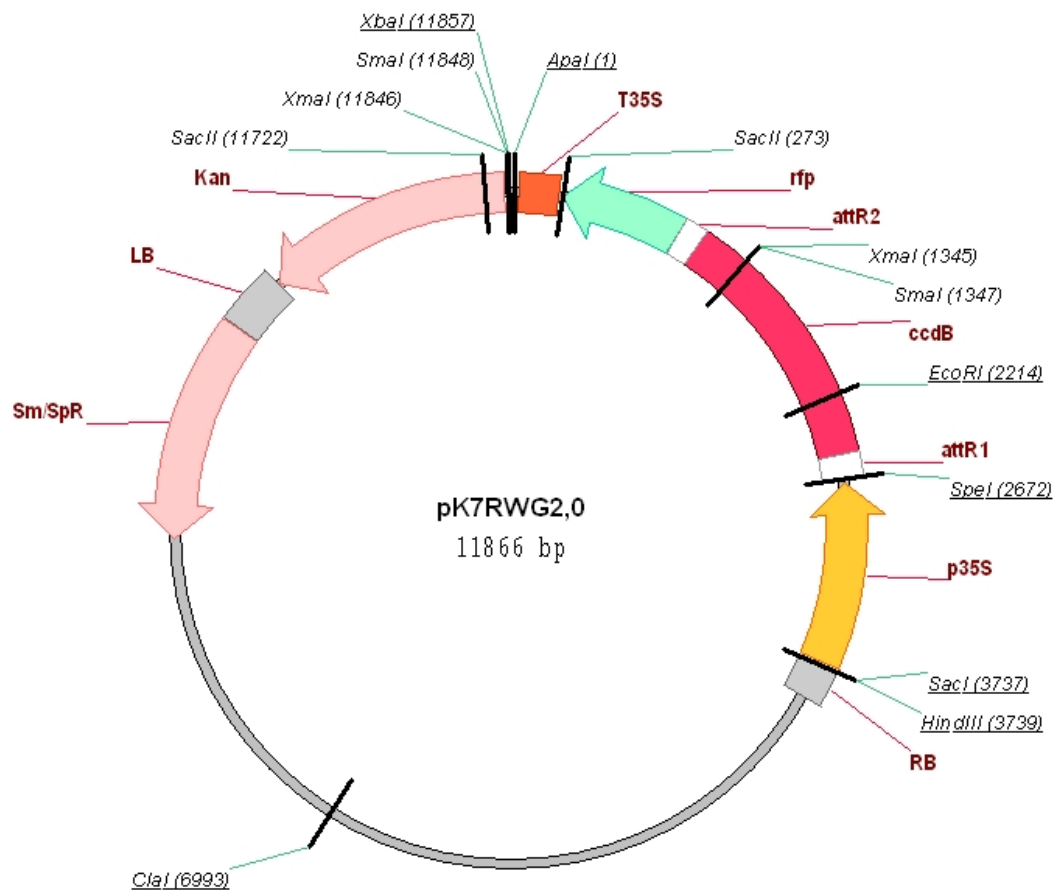 XbaI (11857)
SmaI (11848)
ApaI (1)
XmaI (11846)
T35S
SacII (11722)
SacII (273)
Kan
rfp
attR2
LB
XmaI (1345)
SmaI (1347)
ccdB
EcoRI (2214)
Sm/SpR
attR1
SpeI (2672)
pK7RWG2,0
11866 bp
p35S
SacI (3737)
HindIII (3739)
RB
ClaI (6993)